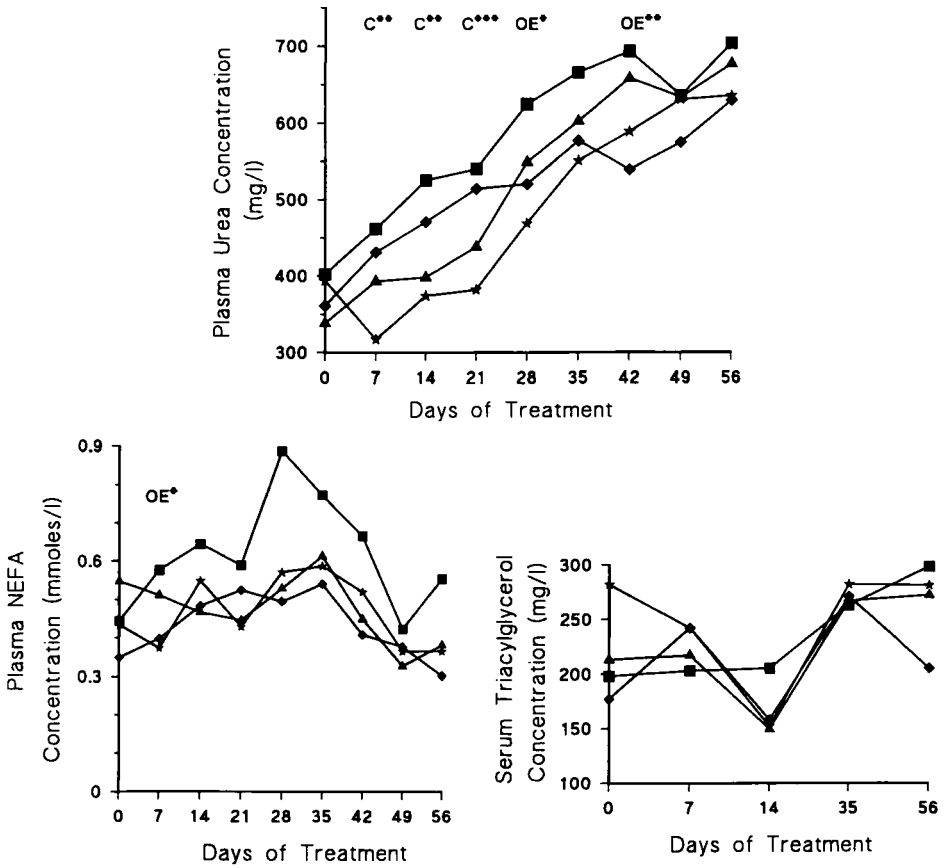 C♦♦ C♦♦ C♦♦♦ OE♦ OE♦♦
Plasma Urea Concentration
(mg/l)
700
600
500
400
300
0 7 14 21 28 35 42 49 56
Days of Treatment
Plasma NEFA
Concentration (mmoles/l)
0.9
0.6
0.3
0
OE♦
0 7 14 21 28 35 42 49 56
Days of Treatment
Serum Triacylglycerol
Concentration (mg/l)
300
250
200
150
100
0 7 14 35 56
Days of Treatment